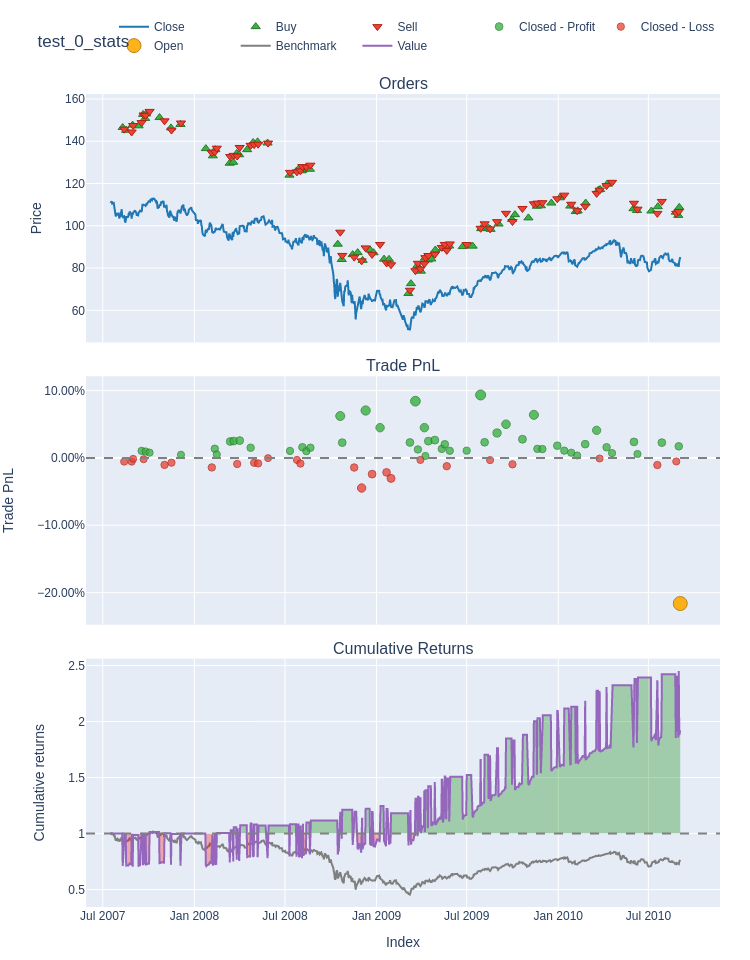 test_0_stats
Close
Buy
Sell
Closed - Profit
Closed - Loss
Open
Benchmark
Value
Orders
160
140
120
100
80
60
Price
Trade PnL
10.00%
0.00%
−10.00%
−20.00%
Trade PnL
Cumulative Returns
2.5
2
1.5
1
0.5
Cumulative returns
Jul 2007
Jan 2008
Jul 2008
Jan 2009
Jul 2009
Jan 2010
Jul 2010
Index